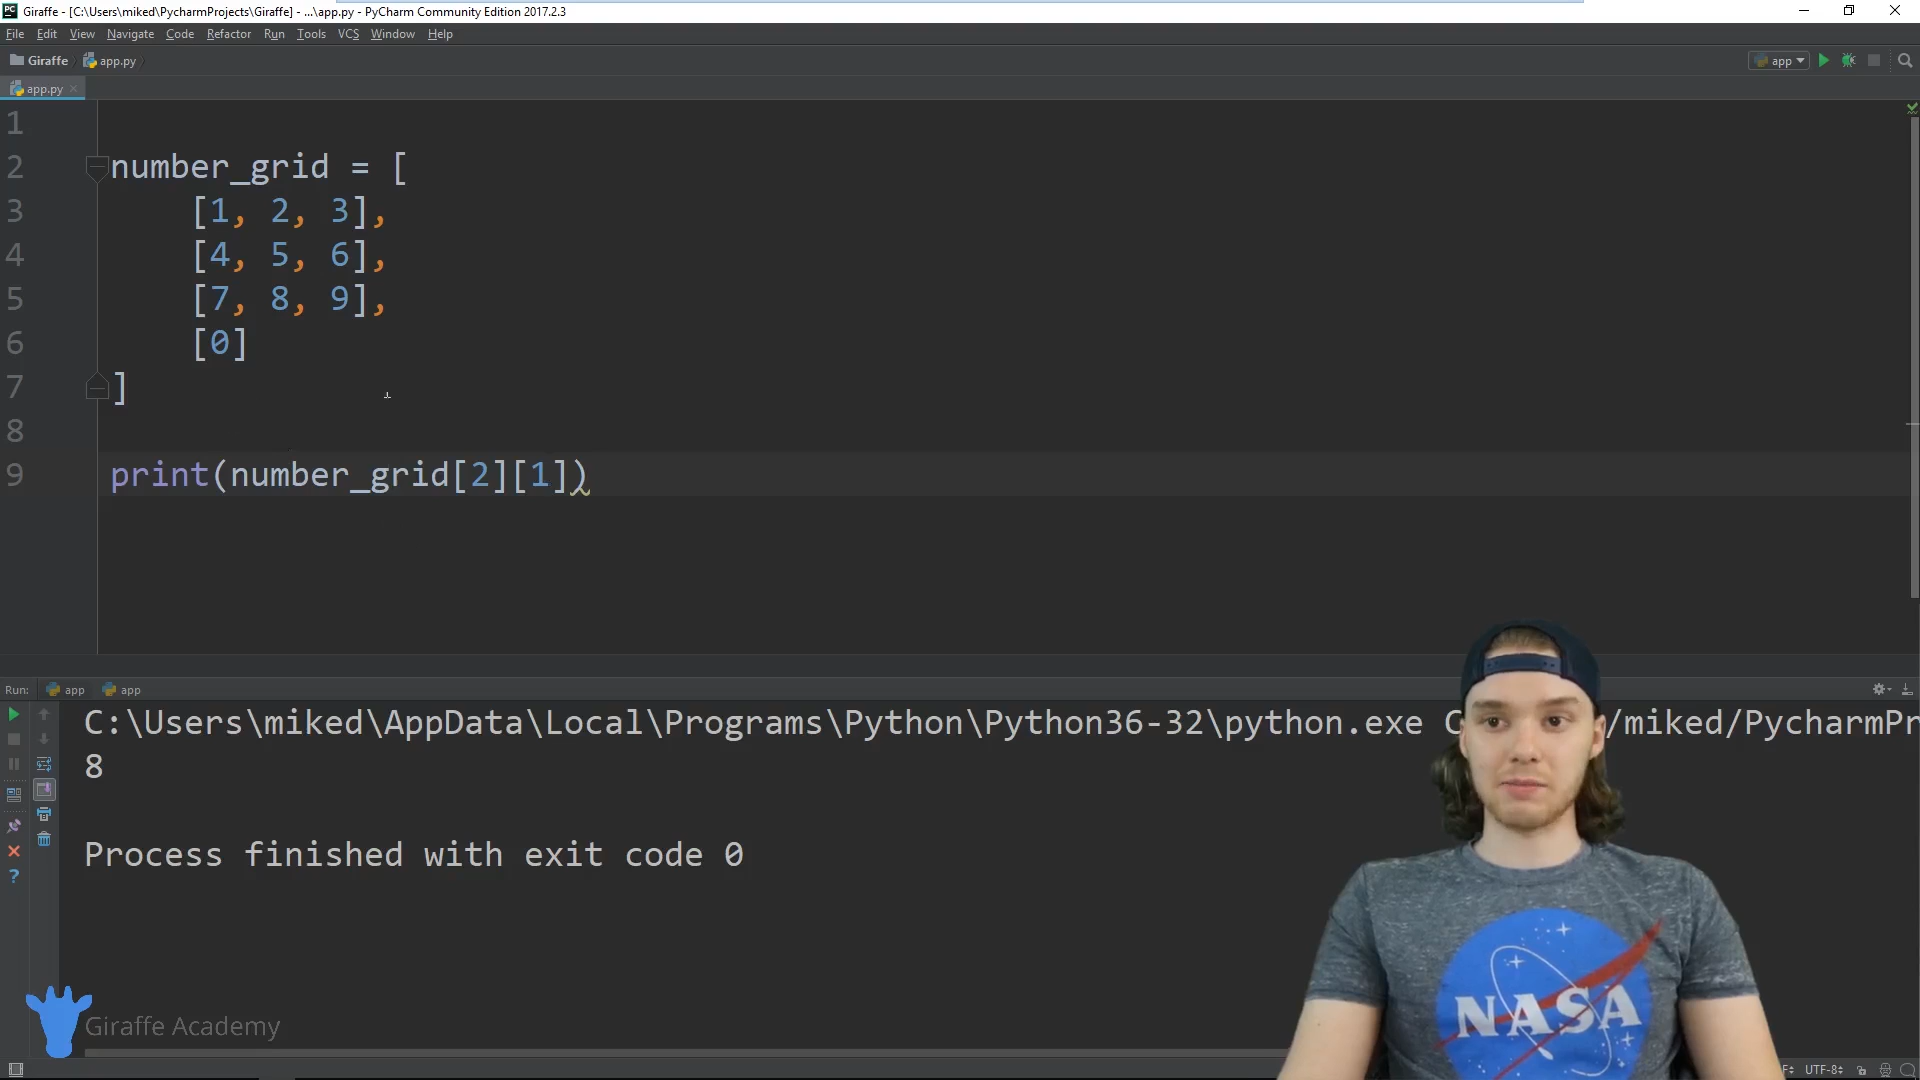 Giraffe - [C:\Users\miked\PycharmProjects\Giraffe] - ...\app.py - PyCharm Community Edition 2017.2.3
File Edit View Navigate Code Refactor Run Tools VCS Window Help
Giraffe app.py app
app.py
1
2 number_grid = [
3 [1, 2, 3],
4 [4, 5, 6],
5 [7, 8, 9],
6 [0]
7 ]
8
9 print(number_grid[2][1])
Run: app app
C:\Users\miked\AppData\Local\Programs\Python\Python36-32\python.exe C /miked/PycharmPr
8
Process finished with exit code 0
NASA
Giraffe Academy
UTF-8